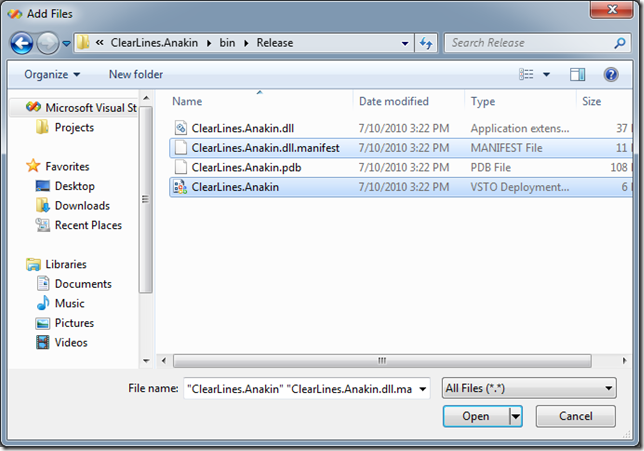 Add Files
« ClearLines.Anakin ▸ bin ▸ Release
Search Release
Organize
New folder
Microsoft Visual St
Projects
Favorites
Desktop
Downloads
Recent Places
Libraries
Documents
Music
Pictures
Videos
Name Date modified Type Size
ClearLines.Anakin.dll 7/10/2010 3:22 PM Application extens... 37
ClearLines.Anakin.dll.manifest 7/10/2010 3:22 PM MANIFEST File 11
ClearLines.Anakin.pdb 7/10/2010 3:22 PM PDB File 108
ClearLines.Anakin 7/10/2010 3:22 PM VSTO Deployment... 6
File name: "ClearLines.Anakin" "ClearLines.Anakin.dll.ma
All Files (*.*)
Open
Cancel